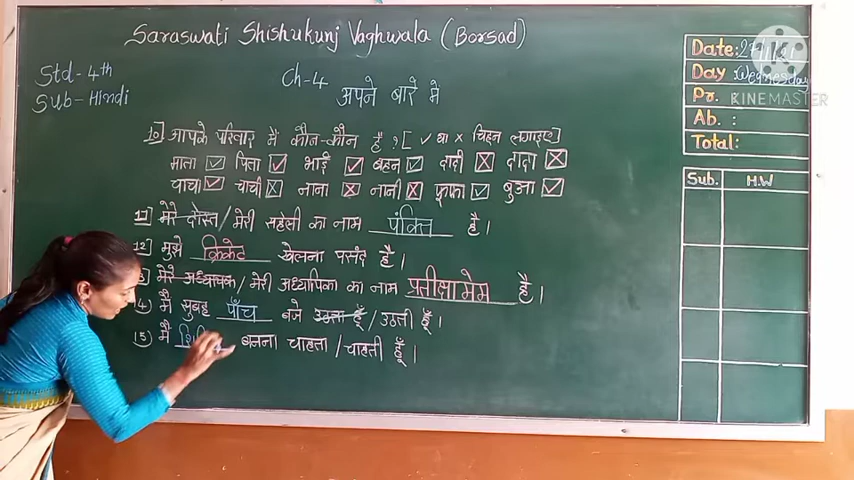 Saraswati Shishukunj Vaghwala (Borsad)
Std-4th
Sub-Hindi
Ch-4
अपने बारे मे
Date:
Day :Wednesday
Pr. :
Ab. :
Total:
Sub. H.W
KINEMASTER
10] आपके परिवार में कौन-कौन है? [✓ या × चिह्न लगाइए]
माता ✓ पिता ✓ भाई ✓ बहन ✓ दादी × दादा ×
चाचा ✓ चाची × नाना × नानी × फूफा ✓ बुआ ✓
11] मेरे दोस्त/मेरी सहेली का नाम पंक्ति है।
12] मुझे क्रिकेट खेलना पसंद है।
मेरे अध्यापक/मेरी अध्यापिका का नाम प्रतीक्षा मेम है।
मैं सुबह पाँच बजे उठता हूँ/उठती हूँ।
15) मैं बनना चाहता/चाहती हूँ।